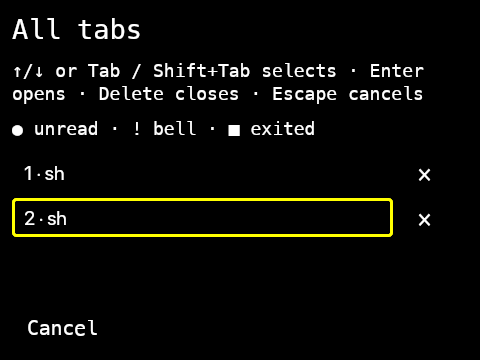 All tabs
↑/↓ or Tab / Shift+Tab selects · Enter
opens · Delete closes · Escape cancels
● unread · ! bell · ■ exited
1 · sh ×
2 · sh ×
Cancel